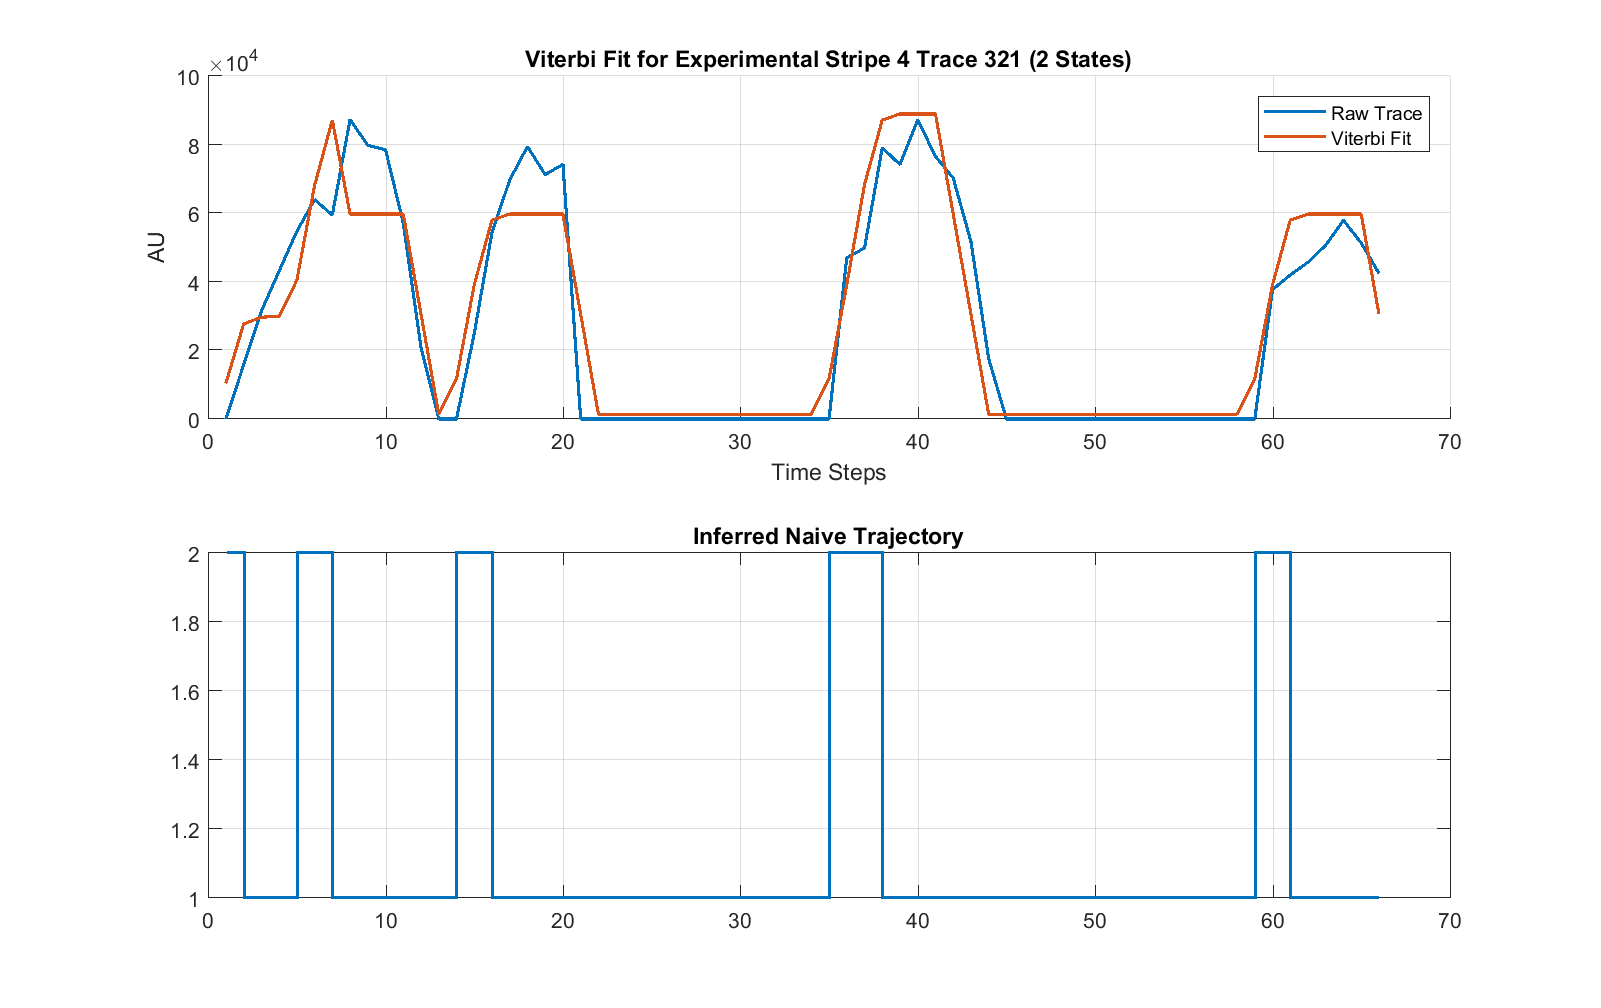 Viterbi Fit for Experimental Stripe 4 Trace 321 (2 States)
×10⁴
10
8
6
4
2
0
AU
Raw Trace
Viterbi Fit
0 10 20 30 40 50 60 70
Time Steps
Inferred Naive Trajectory
2
1.8
1.6
1.4
1.2
1
0 10 20 30 40 50 60 70